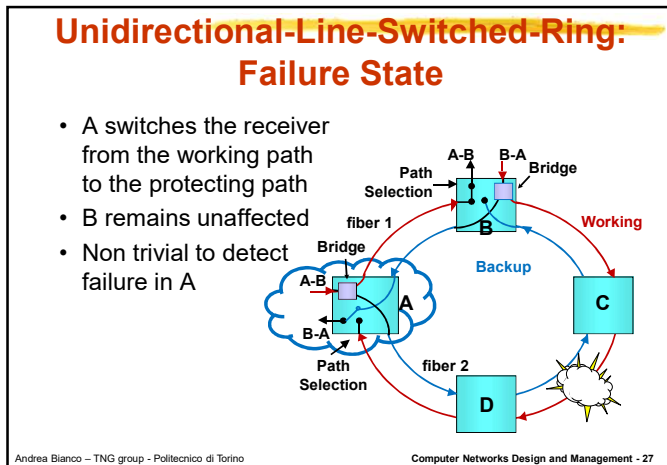 Unidirectional-Line-Switched-Ring:
Failure State
• A switches the receiver
from the working path
to the protecting path
• B remains unaffected
• Non trivial to detect
failure in A
A-B
B-A
Bridge
Path
Selection
B
fiber 1
Working
Bridge
Backup
A-B
A
C
B-A
Path
Selection
fiber 2
D
Andrea Bianco – TNG group - Politecnico di Torino
Computer Networks Design and Management - 27